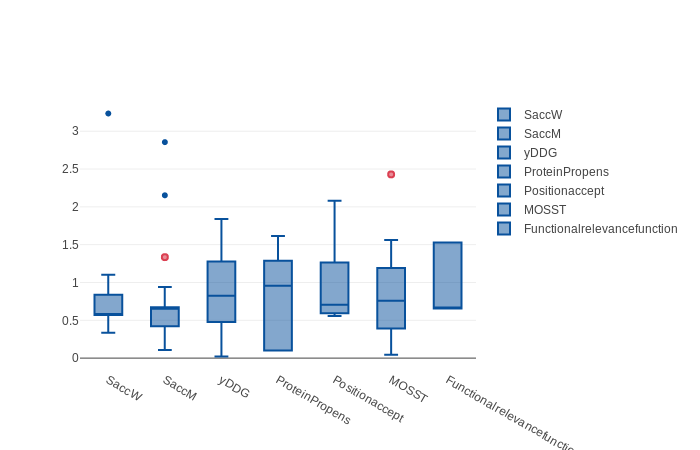 3
2.5
2
1.5
1
0.5
0
SaccW
SaccM
yDDG
ProteinPropens
Positionaccept
MOSST
Functionalrelevancefunctio
SaccW
SaccM
yDDG
ProteinPropens
Positionaccept
MOSST
Functionalrelevancefunction